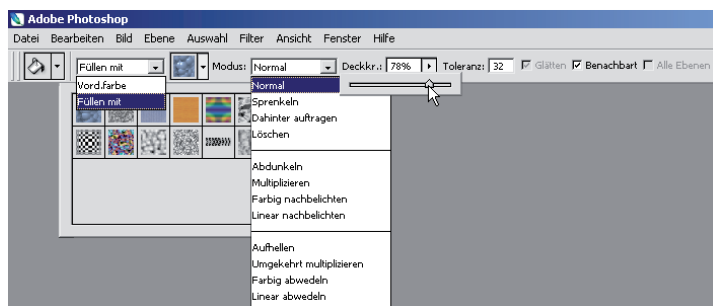 Adobe Photoshop
Datei Bearbeiten Bild Ebene Auswahl Filter Ansicht Fenster Hilfe
Füllen mit Modus: Normal Deckkr.: 78% Toleranz: 32 Glätten Benachbart Alle Ebenen
Vord.farbe
Füllen mit
Normal
Sprenkeln
Dahinter auftragen
Löschen
Abdunkeln
Multiplizieren
Farbig nachbelichten
Linear nachbelichten
Aufhellen
Umgekehrt multiplizieren
Farbig abwedeln
Linear abwedeln